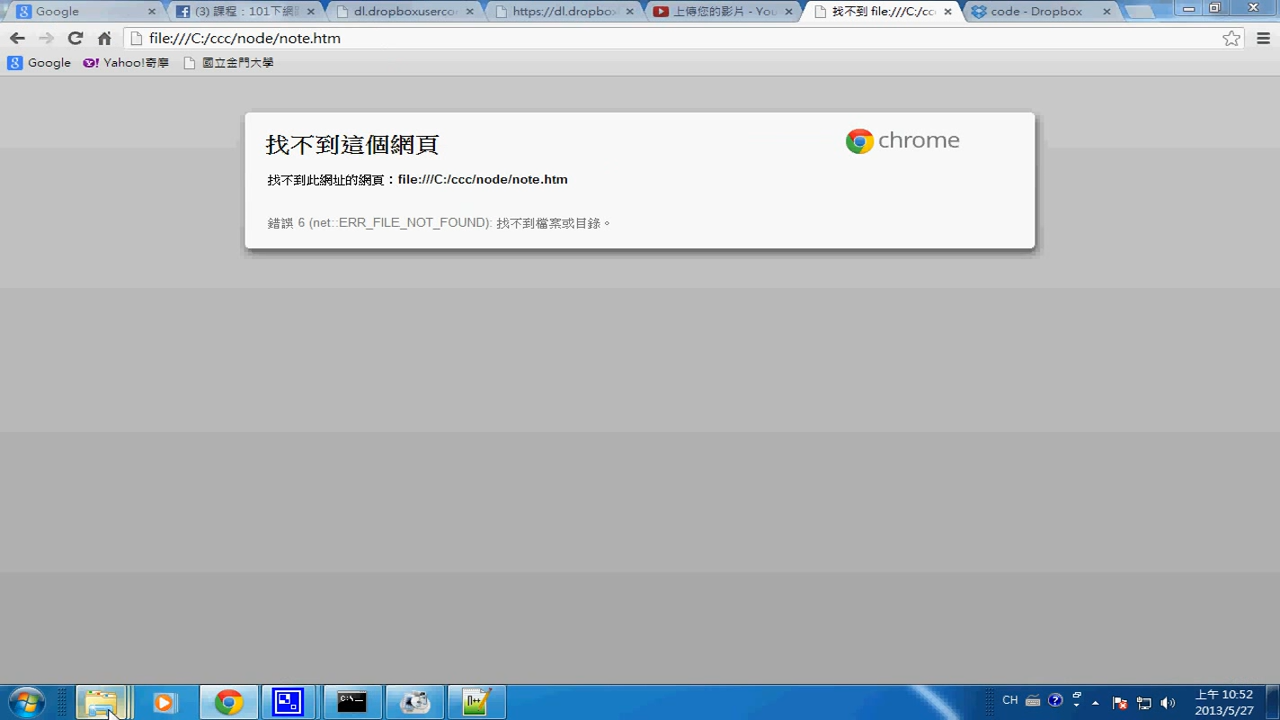 Google
(3) 課程：101下網
dl.dropboxuserco
https://dl.dropbox
上傳您的影片 - You
找不到 file:///C:/cc
code - Dropbox
file:///C:/ccc/node/note.htm
Google
Yahoo!奇摩
國立金門大學
找不到這個網頁
chrome
找不到此網址的網頁：file:///C:/ccc/node/note.htm
錯誤 6 (net::ERR_FILE_NOT_FOUND): 找不到檔案或目錄。
CH
上午 10:52
2013/5/27